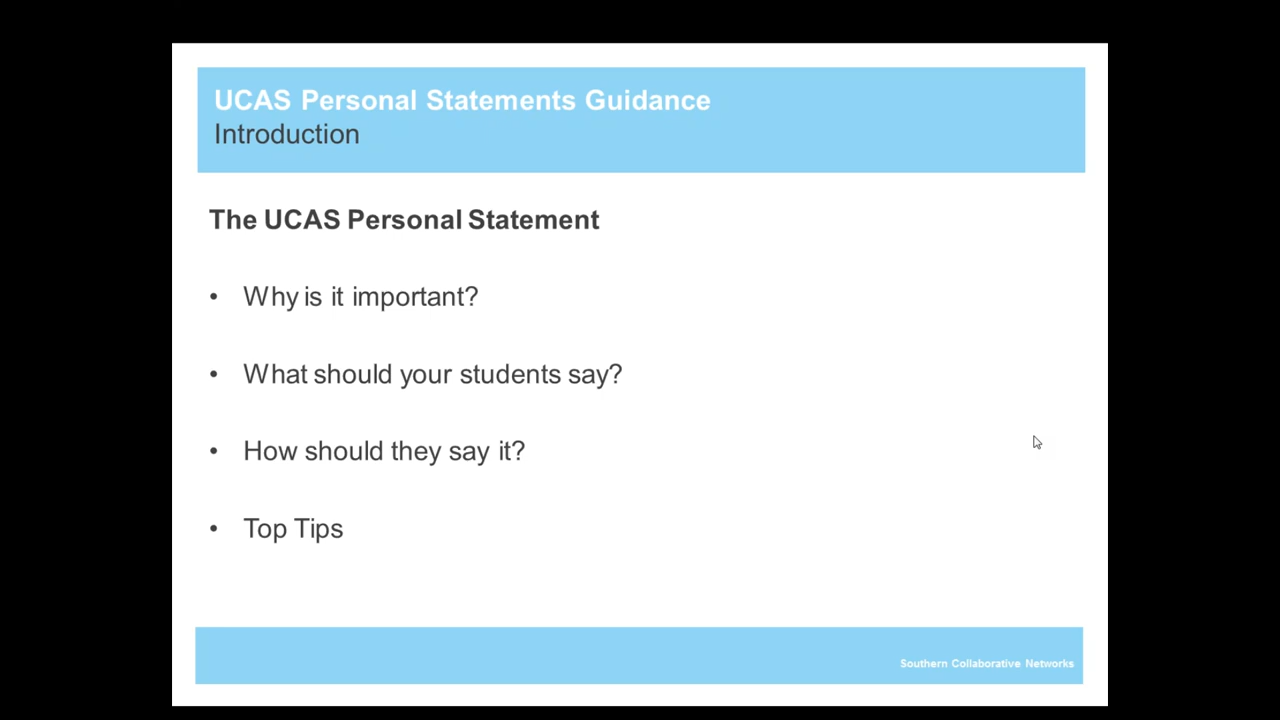 UCAS Personal Statements Guidance
Introduction
The UCAS Personal Statement
• Why is it important?
• What should your students say?
• How should they say it?
• Top Tips
Southern Collaborative Networks